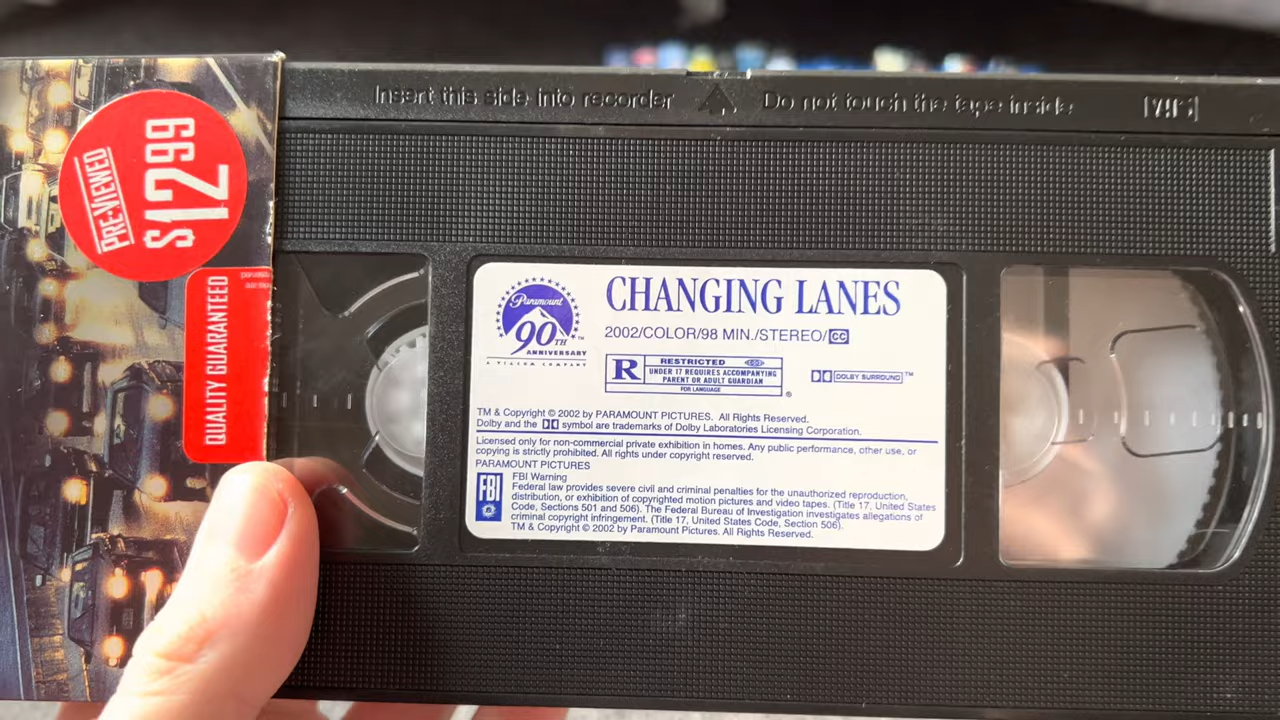 Insert this side into recorder
Do not touch the tape inside
VHS
PRE-VIEWED
$12.99
QUALITY GUARANTEED
Paramount
90TH
ANNIVERSARY
A VIACOM COMPANY
CHANGING LANES
2002/COLOR/98 MIN./STEREO/CC
R
RESTRICTED
UNDER 17 REQUIRES ACCOMPANYING
PARENT OR ADULT GUARDIAN
FOR LANGUAGE
®
DOLBY SURROUND™
TM & Copyright © 2002 by PARAMOUNT PICTURES. All Rights Reserved.
Dolby and the symbol are trademarks of Dolby Laboratories Licensing Corporation.
Licensed only for non-commercial private exhibition in homes. Any public performance, other use, or
copying is strictly prohibited. All rights under copyright reserved.
PARAMOUNT PICTURES
FBI
FBI Warning
Federal law provides severe civil and criminal penalties for the unauthorized reproduction,
distribution, or exhibition of copyrighted motion pictures and video tapes. (Title 17, United States
Code, Sections 501 and 506). The Federal Bureau of Investigation investigates allegations of
criminal copyright infringement. (Title 17, United States Code, Section 506).
TM & Copyright © 2002 by Paramount Pictures. All Rights Reserved.